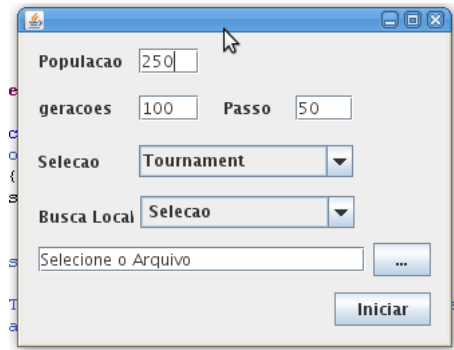 Populacao 250
geracoes 100 Passo 50
Selecao Tournament
Busca Local Selecao
Selecione o Arquivo ...
Iniciar